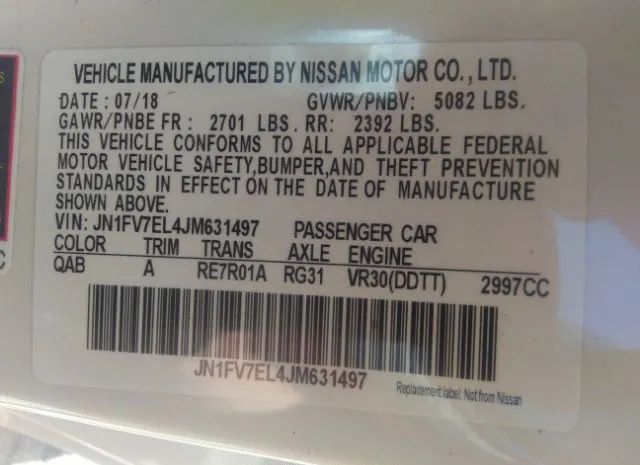 VEHICLE MANUFACTURED BY NISSAN MOTOR CO., LTD.
DATE : 07/18 GVWR/PNBV: 5082 LBS.
GAWR/PNBE FR : 2701 LBS. RR: 2392 LBS.
THIS VEHICLE CONFORMS TO ALL APPLICABLE FEDERAL
MOTOR VEHICLE SAFETY,BUMPER,AND THEFT PREVENTION
STANDARDS IN EFFECT ON THE DATE OF MANUFACTURE
SHOWN ABOVE.
VIN: JN1FV7EL4JM631497 PASSENGER CAR
COLOR TRIM TRANS AXLE ENGINE
QAB A RE7R01A RG31 VR30(DDTT) 2997CC
JN1FV7EL4JM631497
Replacement label: Not from Nissan